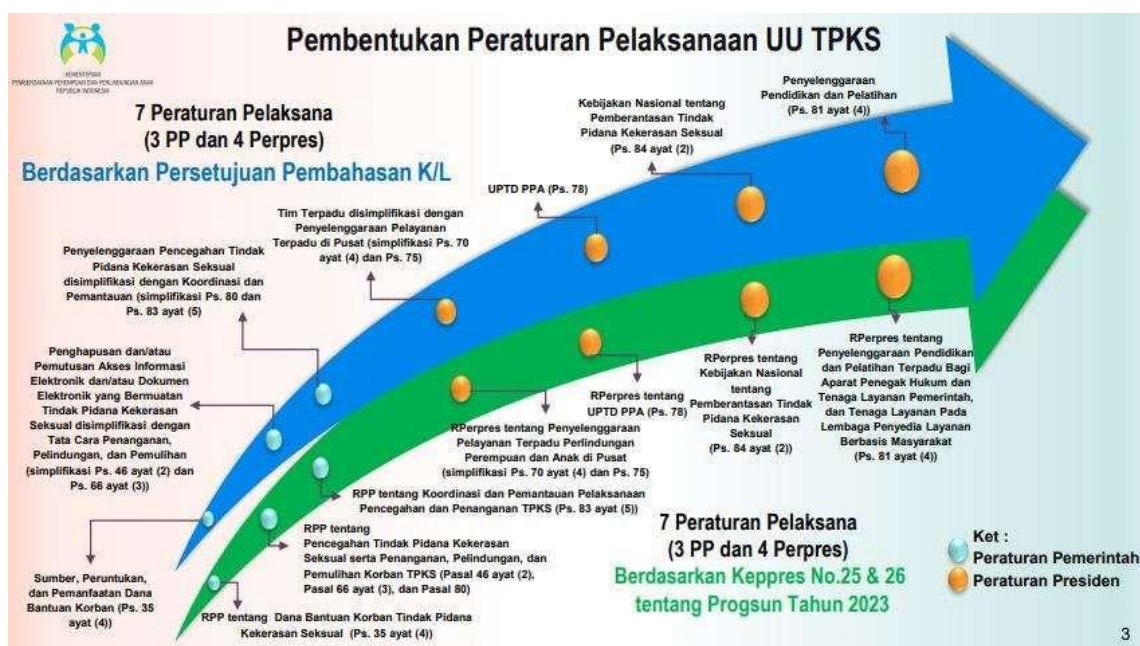 Pembentukan Peraturan Pelaksanaan UU TPKS
KEMENTERIAN
PEMBERDAYAAN PEREMPUAN DAN PERLINDUNGAN ANAK
REPUBLIK INDONESIA
7 Peraturan Pelaksana
(3 PP dan 4 Perpres)
Berdasarkan Persetujuan Pembahasan K/L
Penyelenggaraan
Pendidikan dan Pelatihan
(Ps. 81 ayat (4))
Kebijakan Nasional tentang
Pemberantasan Tindak
Pidana Kekerasan Seksual
(Ps. 84 ayat (2))
UPTD PPA (Ps. 78)
Tim Terpadu disimplifikasi dengan
Penyelenggaraan Pelayanan
Terpadu di Pusat (simplifikasi Ps. 70
ayat (4) dan Ps. 75)
Penyelenggaraan Pencegahan Tindak
Pidana Kekerasan Seksual
disimplifikasi dengan Koordinasi dan
Pemantauan (simplifikasi Ps. 80 dan
Ps. 83 ayat (5)
Penghapusan dan/atau
Pemutusan Akses Informasi
Elektronik dan/atau Dokumen
Elektronik yang Bermuatan
Tindak Pidana Kekerasan
Seksual disimplifikasi dengan
Tata Cara Penanganan,
Pelindungan, dan Pemulihan
(simplifikasi Ps. 46 ayat (2) dan
Ps. 66 ayat (3))
Sumber, Peruntukan,
dan Pemanfaatan Dana
Bantuan Korban (Ps. 35
ayat (4))
RPP tentang Dana Bantuan Korban Tindak Pidana
Kekerasan Seksual (Ps. 35 ayat (4))
RPP tentang
Pencegahan Tindak Pidana Kekerasan
Seksual serta Penanganan, Pelindungan, dan
Pemulihan Korban TPKS (Pasal 46 ayat (2),
Pasal 66 ayat (3), dan Pasal 80)
RPP tentang Koordinasi dan Pemantauan Pelaksanaan
Pencegahan dan Penanganan TPKS (Ps. 83 ayat (5))
RPerpres tentang Penyelenggaraan
Pelayanan Terpadu Perlindungan
Perempuan dan Anak di Pusat
(simplifikasi Ps. 70 ayat (4) dan Ps. 75)
RPerpres tentang
UPTD PPA (Ps. 78)
RPerpres tentang
Kebijakan Nasional
tentang
Pemberantasan Tindak
Pidana Kekerasan
Seksual
(Ps. 84 ayat (2))
RPerpres tentang
Penyelenggaraan Pendidikan
dan Pelatihan Terpadu Bagi
Aparat Penegak Hukum dan
Tenaga Layanan Pemerintah,
dan Tenaga Layanan Pada
Lembaga Penyedia Layanan
Berbasis Masyarakat
(Ps. 81 ayat (4))
7 Peraturan Pelaksana
(3 PP dan 4 Perpres)
Berdasarkan Keppres No.25 & 26
tentang Progsun Tahun 2023
Ket :
Peraturan Pemerintah
Peraturan Presiden
3